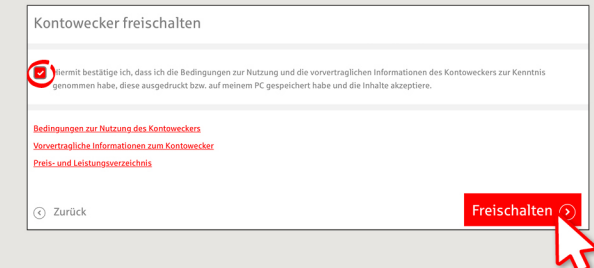 Kontowecker freischalten
Hiermit bestätige ich, dass ich die Bedingungen zur Nutzung und die vorvertraglichen Informationen des Kontoweckers zur Kenntnis
genommen habe, diese ausgedruckt bzw. auf meinem PC gespeichert habe und die Inhalte akzeptiere.
Bedingungen zur Nutzung des Kontoweckers
Vorvertragliche Informationen zum Kontowecker
Preis- und Leistungsverzeichnis
Zurück
Freischalten